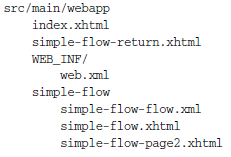 src/main/webapp
index.xhtml
simple-flow-return.xhtml
WEB_INF/
web.xml
simple-flow
simple-flow-flow.xml
simple-flow.xhtml
simple-flow-page2.xhtml